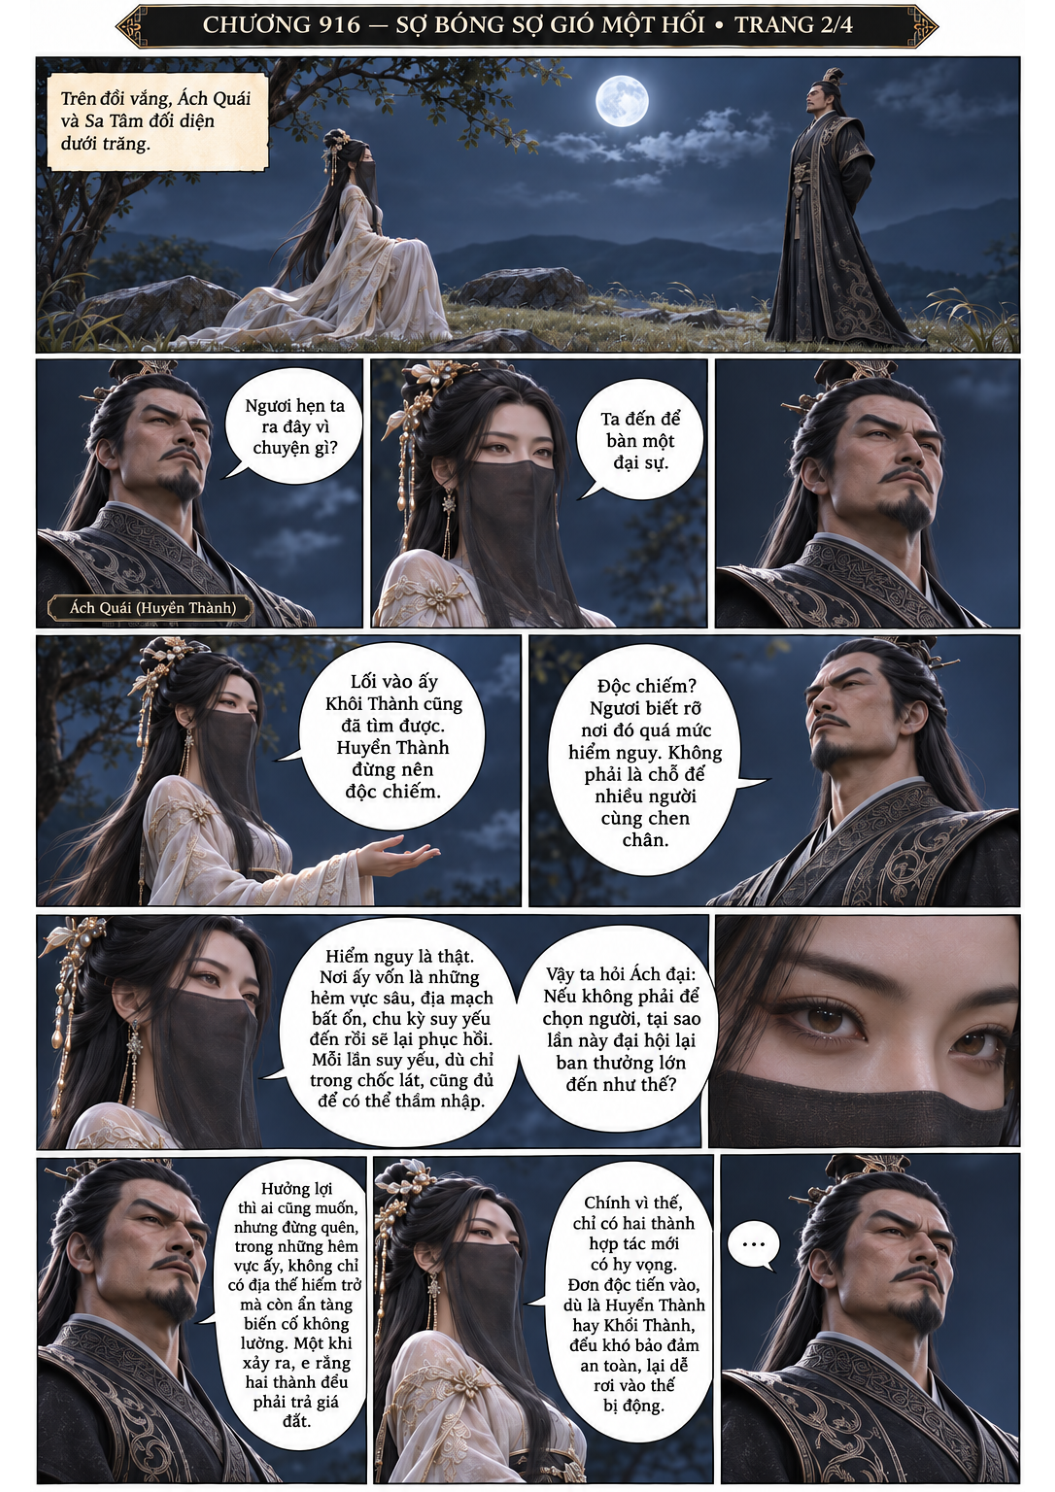 CHƯƠNG 916 — SỢ BÓNG SỢ GIÓ MỘT HỐI • TRANG 2/4
Trên đồi vắng, Ách Quái
và Sa Tâm đối diện
dưới trăng.
Ngươi hẹn ta
ra đây vì
chuyện gì?
Ách Quái (Huyền Thành)
Ta đến để
bàn một
đại sự.
Lối vào ấy
Khôi Thành cũng
đã tìm được.
Huyền Thành
đừng nên
độc chiếm.
Độc chiếm?
Ngươi biết rõ
nơi đó quá mức
hiểm nguy. Không
phải là chỗ để
nhiều người
cùng chen
chân.
Hiểm nguy là thật.
Nơi ấy vốn là những
hẻm vực sâu, địa mạch
bất ổn, chu kỳ suy yếu
đến rồi sẽ lại phục hồi.
Mỗi lần suy yếu, dù chỉ
trong chốc lát, cũng đủ
để có thể thầm nhập.
Vậy ta hỏi Ách đại:
Nếu không phải để
chọn người, tại sao
lần này đại hội lại
ban thưởng lớn
đến như thế?
Hưởng lợi
thì ai cũng muốn,
nhưng đừng quên,
trong những hêm
vực ấy, không chỉ
có địa thế hiểm trở
mà còn ẩn tàng
biến cố không
lường. Một khi
xảy ra, e rằng
hai thành đều
phải trả giá
đắt.
Chính vì thế,
chỉ có hai thành
hợp tác mới
có hy vọng.
Đơn độc tiến vào,
dù là Huyền Thành
hay Khồi Thành,
đều khó bảo đảm
an toàn, lại dễ
rơi vào thế
bị động.
...